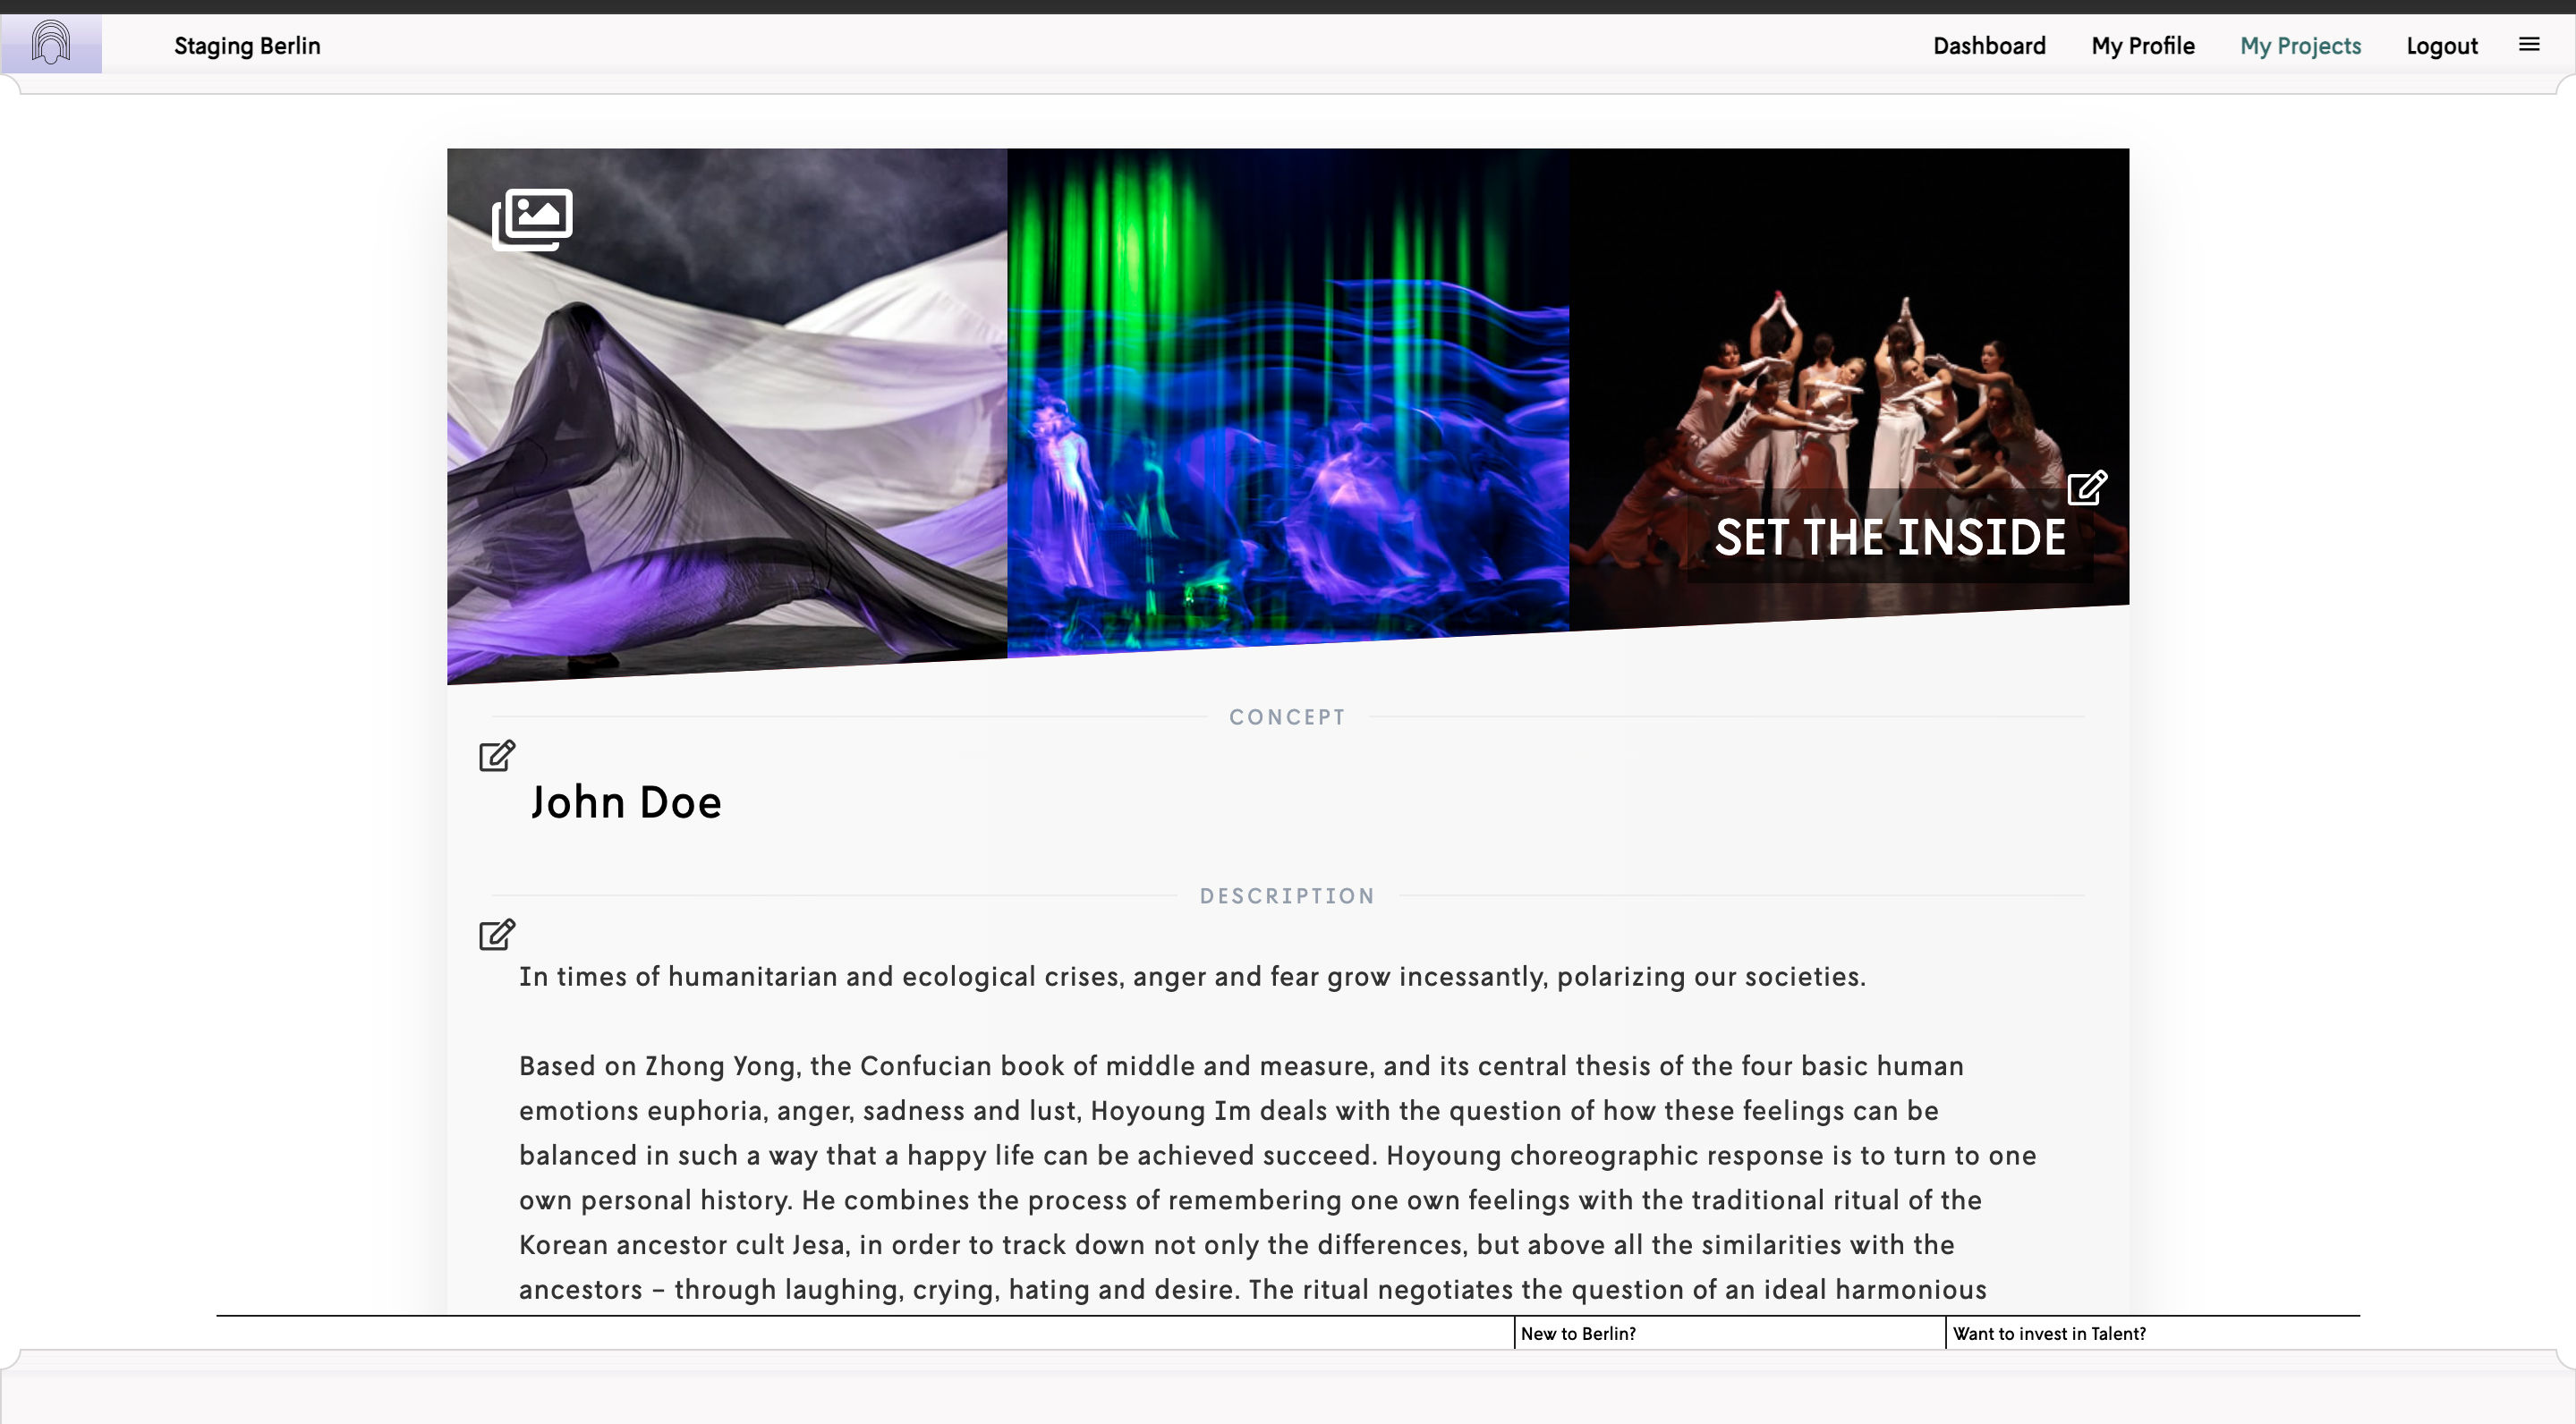 Staging Berlin
Dashboard
My Profile
My Projects
Logout
SET THE INSIDE
CONCEPT
John Doe
DESCRIPTION
In times of humanitarian and ecological crises, anger and fear grow incessantly, polarizing our societies.
Based on Zhong Yong, the Confucian book of middle and measure, and its central thesis of the four basic human
emotions euphoria, anger, sadness and lust, Hoyoung Im deals with the question of how these feelings can be
balanced in such a way that a happy life can be achieved succeed. Hoyoung choreographic response is to turn to one
own personal history. He combines the process of remembering one own feelings with the traditional ritual of the
Korean ancestor cult Jesa, in order to track down not only the differences, but above all the similarities with the
ancestors – through laughing, crying, hating and desire. The ritual negotiates the question of an ideal harmonious
New to Berlin?
Want to invest in Talent?